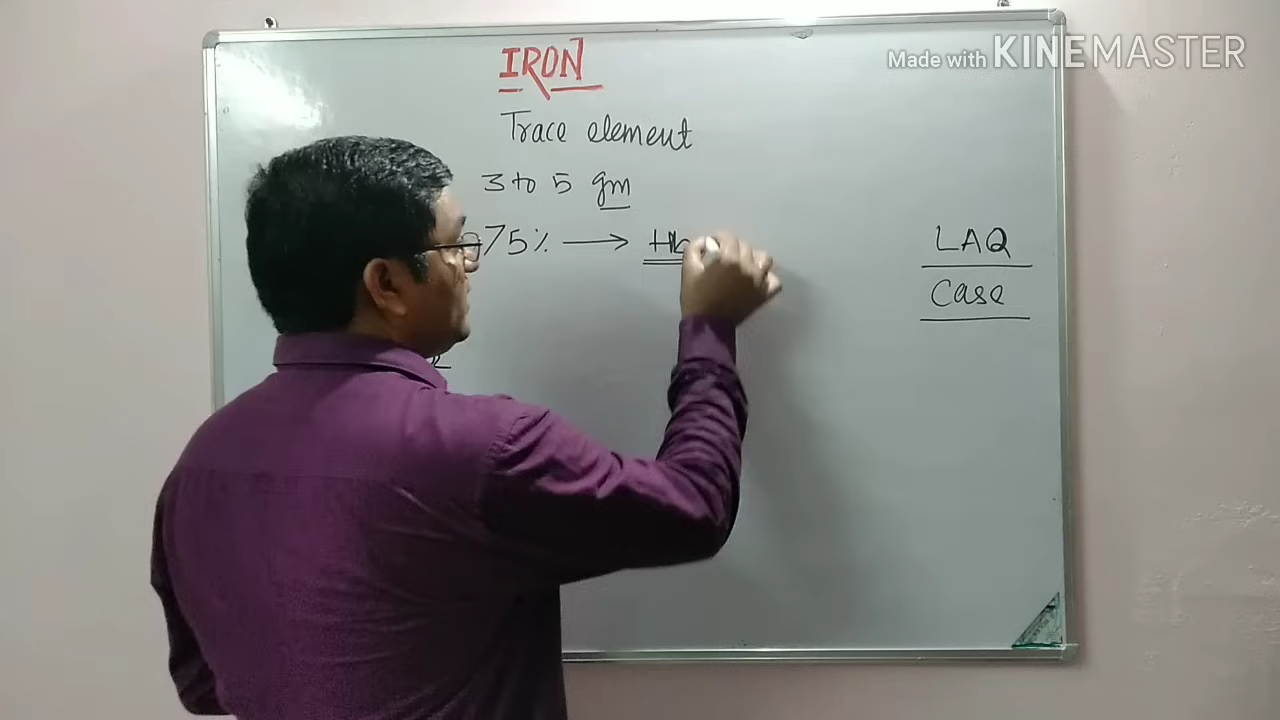 Made with KINEMASTER
IRON
Trace element
3 to 5 gm
75% → Hb
LAQ
Case